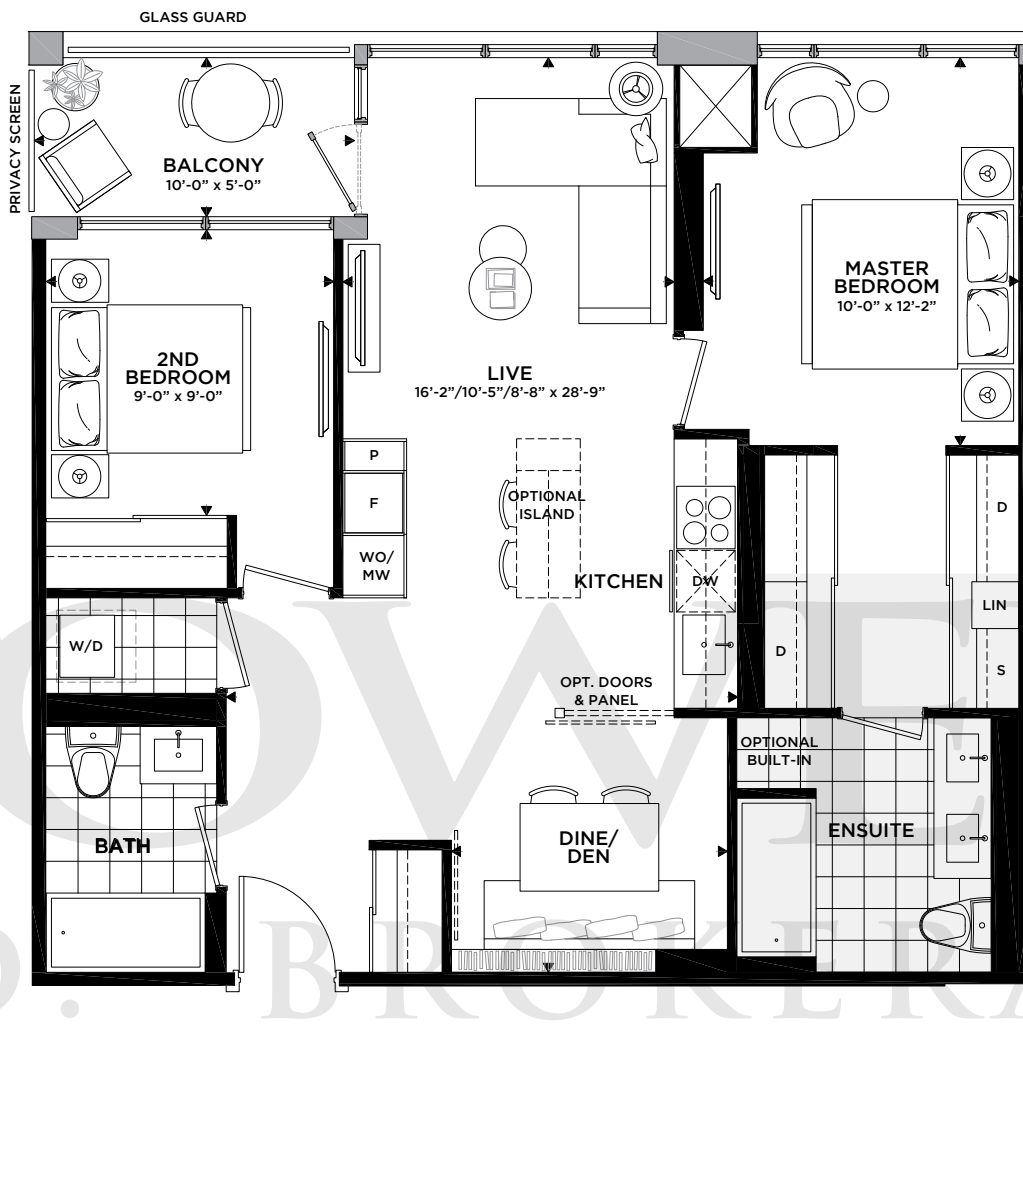 GLASS GUARD
PRIVACY SCREEN
BALCONY
10'-0" x 5'-0"
MASTER
BEDROOM
10'-0" x 12'-2"
2ND
BEDROOM
9'-0" x 9'-0"
LIVE
16'-2"/10'-5"/8'-8" x 28'-9"
P
F
WO/
MW
OPTIONAL
ISLAND
KITCHEN
DW
D
LIN
S
D
W/D
OPT. DOORS
& PANEL
OPTIONAL
BUILT-IN
BATH
DINE/
DEN
ENSUITE
OWE
D. BROKERA